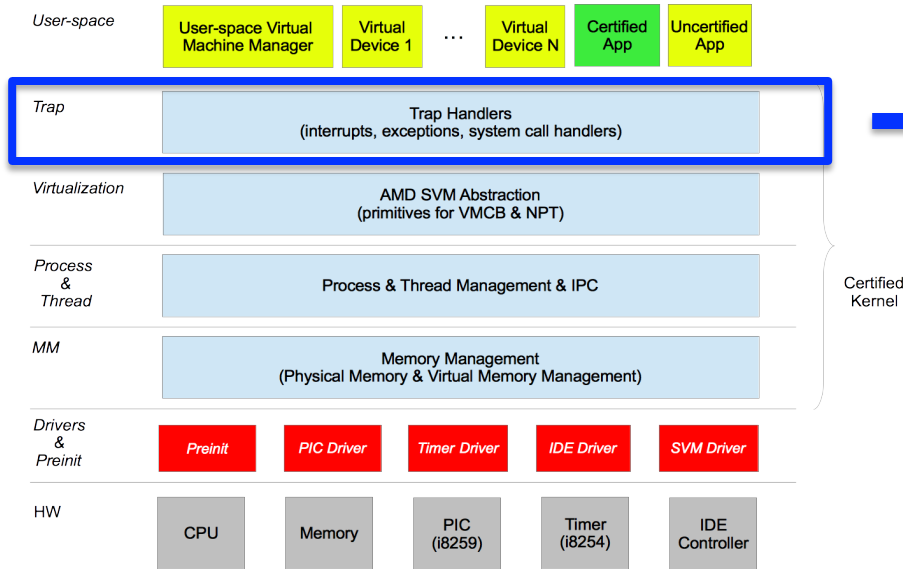 User-space
User-space Virtual
Machine Manager
Virtual
Device 1
...
Virtual
Device N
Certified
App
Uncertified
App
Trap
Trap Handlers
(interrupts, exceptions, system call handlers)
Virtualization
AMD SVM Abstraction
(primitives for VMCB & NPT)
Process
&
Thread
Process & Thread Management & IPC
Certified
Kernel
MM
Memory Management
(Physical Memory & Virtual Memory Management)
Drivers
&
Preinit
Preinit
PIC Driver
Timer Driver
IDE Driver
SVM Driver
HW
CPU
Memory
PIC
(i8259)
Timer
(i8254)
IDE
Controller